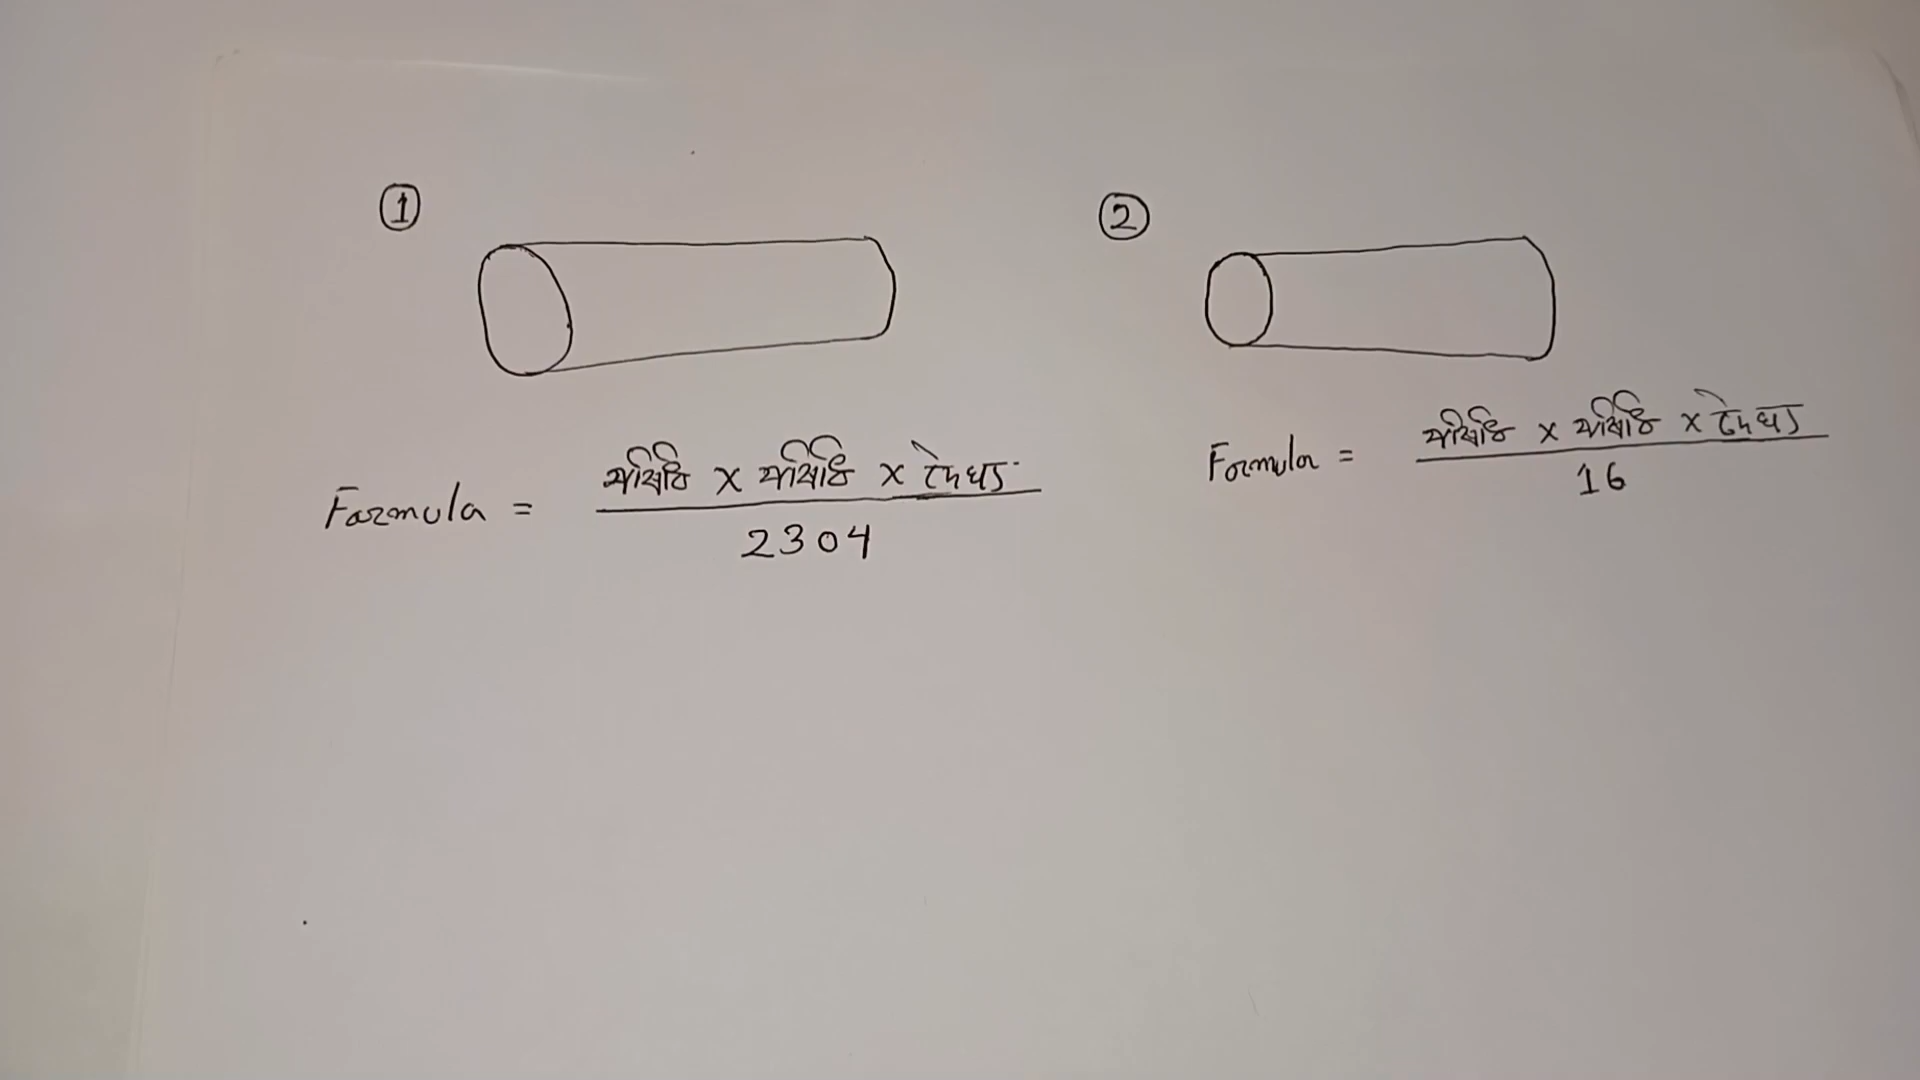 ①
Formula = পরিধি × পরিধি × দৈর্ঘ্য
2304
②
Formula = পরিধি × পরিধি × দৈর্ঘ্য
16